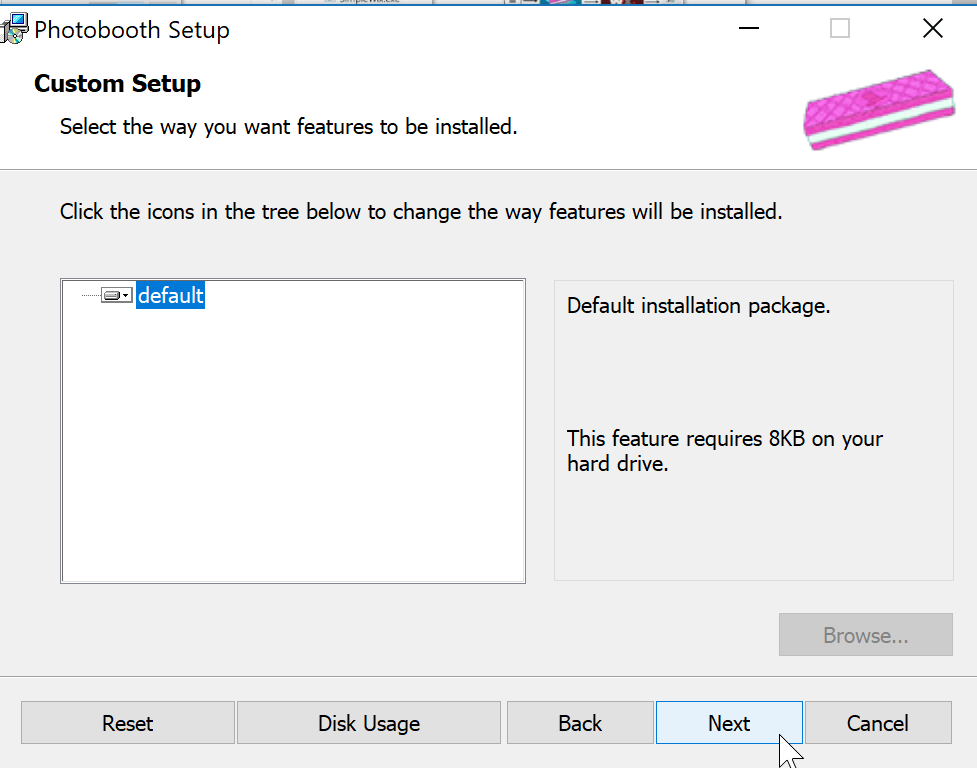 Photobooth Setup
Custom Setup
Select the way you want features to be installed.
Click the icons in the tree below to change the way features will be installed.
default
Default installation package.
This feature requires 8KB on your
hard drive.
Browse...
Reset
Disk Usage
Back
Next
Cancel